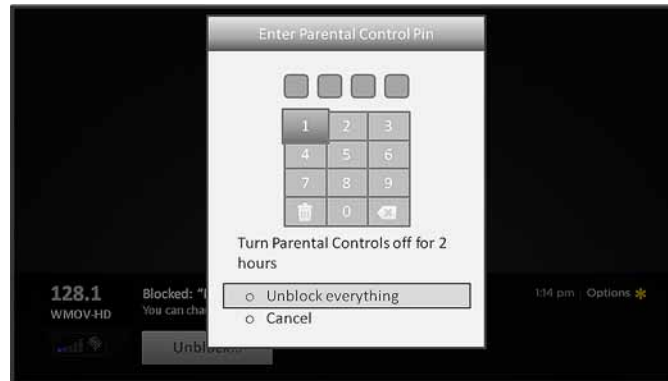 Enter Parental Control Pin
1 2 3
4 5 6
7 8 9
0
Turn Parental Controls off for 2
hours
Unblock everything
Cancel
128.1
WMOV-HD
Blocked:
You can
1:14 pm Options